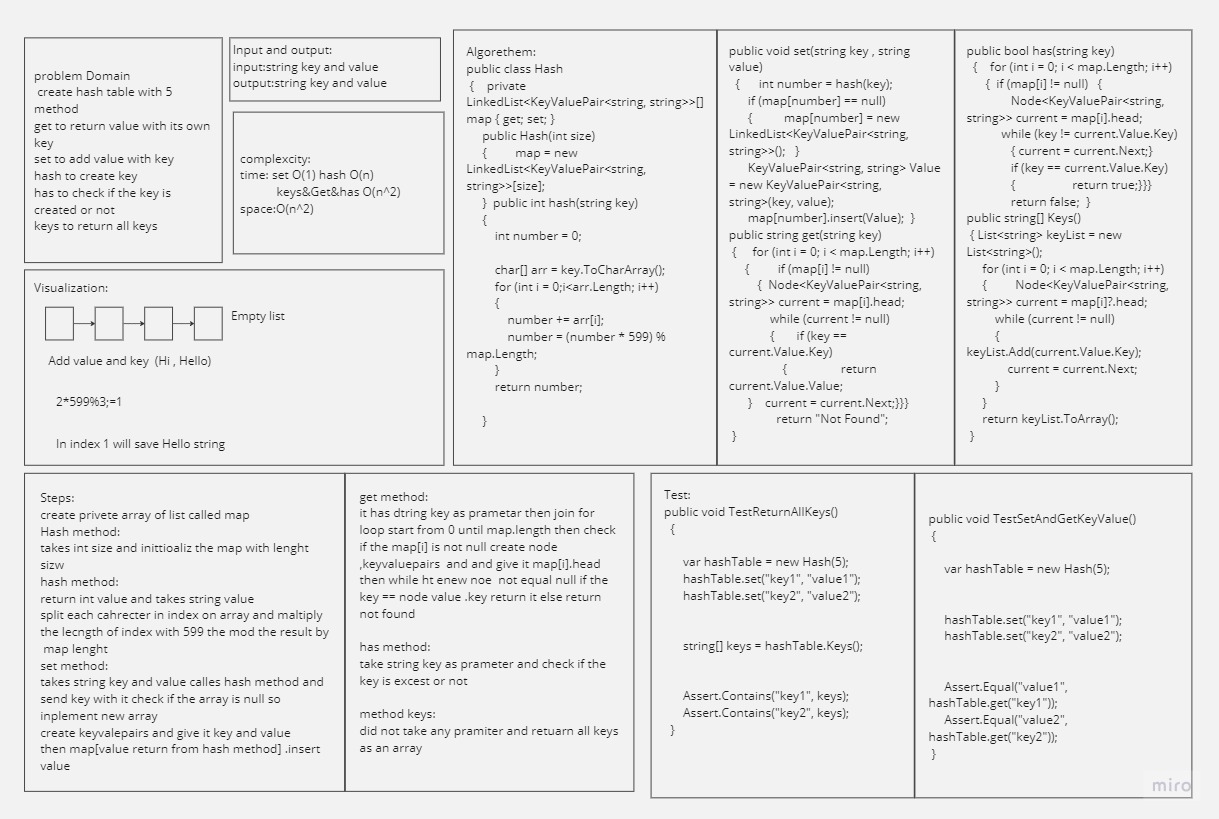 problem Domain
create hash table with 5
method
get to return value with its own
key
set to add value with key
hash to create key
has to check if the key is
created or not
keys to return all keys
Input and output:
input:string key and value
output:string key and value
complexcity:
time: set O(1) hash O(n)
keys&Get&has O(n^2)
space:O(n^2)
Visualization:
Empty list
Add value and key  (Hi , Hello)
2*599%3;=1
In index 1 will save Hello string
Algorethem:
public class Hash
{    private
LinkedList<KeyValuePair<string, string>>[]
map { get; set; }
public Hash(int size)
{         map = new
LinkedList<KeyValuePair<string,
string>>[size];
}  public int hash(string key)
{
int number = 0;
char[] arr = key.ToCharArray();
for (int i = 0;i<arr.Length; i++)
{
number += arr[i];
number = (number * 599) %
map.Length;
}
return number;
}
public void set(string key , string
value)
{      int number = hash(key);
if (map[number] == null)
{          map[number] = new
LinkedList<KeyValuePair<string,
string>>();   }
KeyValuePair<string, string> Value
= new KeyValuePair<string,
string>(key, value);
map[number].insert(Value);  }
public string get(string key)
{     for (int i = 0; i < map.Length; i++)
{         if (map[i] != null)
{  Node<KeyValuePair<string,
string>> current = map[i].head;
while (current != null)
{       if (key ==
current.Value.Key)
{                 return
current.Value.Value;
}    current = current.Next;}}}
return "Not Found";
}
public bool has(string key)
{    for (int i = 0; i < map.Length; i++)
{  if (map[i] != null)   {
Node<KeyValuePair<string,
string>> current = map[i].head;
while (key != current.Value.Key)
{ current = current.Next;}
if (key == current.Value.Key)
{                  return true;}}}
return false;  }
public string[] Keys()
{ List<string> keyList = new
List<string>();
for (int i = 0; i < map.Length; i++)
{         Node<KeyValuePair<string,
string>> current = map[i]?.head;
while (current != null)
{
keyList.Add(current.Value.Key);
current = current.Next;
}
}
return keyList.ToArray();
}
Steps:
create privete array of list called map
Hash method:
takes int size and inittioaliz the map with lenght
sizw
hash method:
return int value and takes string value
split each cahrecter in index on array and maltiply
the lecngth of index with 599 the mod the result by
map lenght
set method:
takes string key and value calles hash method and
send key with it check if the array is null so
inplement new array
create keyvalepairs and give it key and value
then map[value return from hash method] .insert
value
get method:
it has dtring key as prametar then join for
loop start from 0 until map.length then check
if the map[i] is not null create node
,keyvaluepairs  and and give it map[i].head
then while ht enew noe  not equal null if the
key == node value .key return it else return
not found
has method:
take string key as prameter and check if the
key is excest or not
method keys:
did not take any pramiter and retuarn all keys
as an array
Test:
public void TestReturnAllKeys()
{
var hashTable = new Hash(5);
hashTable.set("key1", "value1");
hashTable.set("key2", "value2");
string[] keys = hashTable.Keys();
Assert.Contains("key1", keys);
Assert.Contains("key2", keys);
}
public void TestSetAndGetKeyValue()
{
var hashTable = new Hash(5);
hashTable.set("key1", "value1");
hashTable.set("key2", "value2");
Assert.Equal("value1",
hashTable.get("key1"));
Assert.Equal("value2",
hashTable.get("key2"));
}
miro